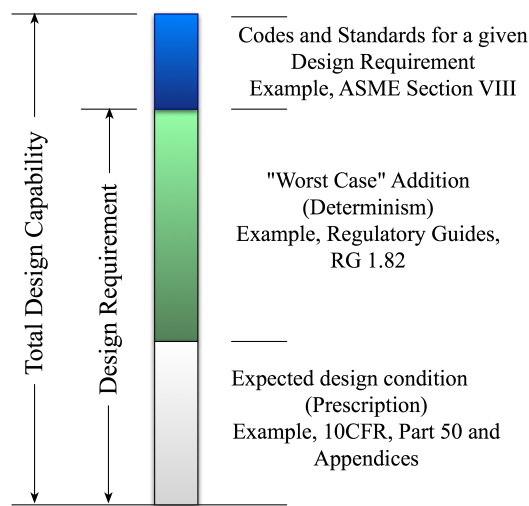 Codes and Standards for a given
Design Requirement
Example, ASME Section VIII
"Worst Case" Addition
(Determinism)
Example, Regulatory Guides,
RG 1.82
Expected design condition
(Prescription)
Example, 10CFR, Part 50 and
Appendices
Total Design Capability
Design Requirement